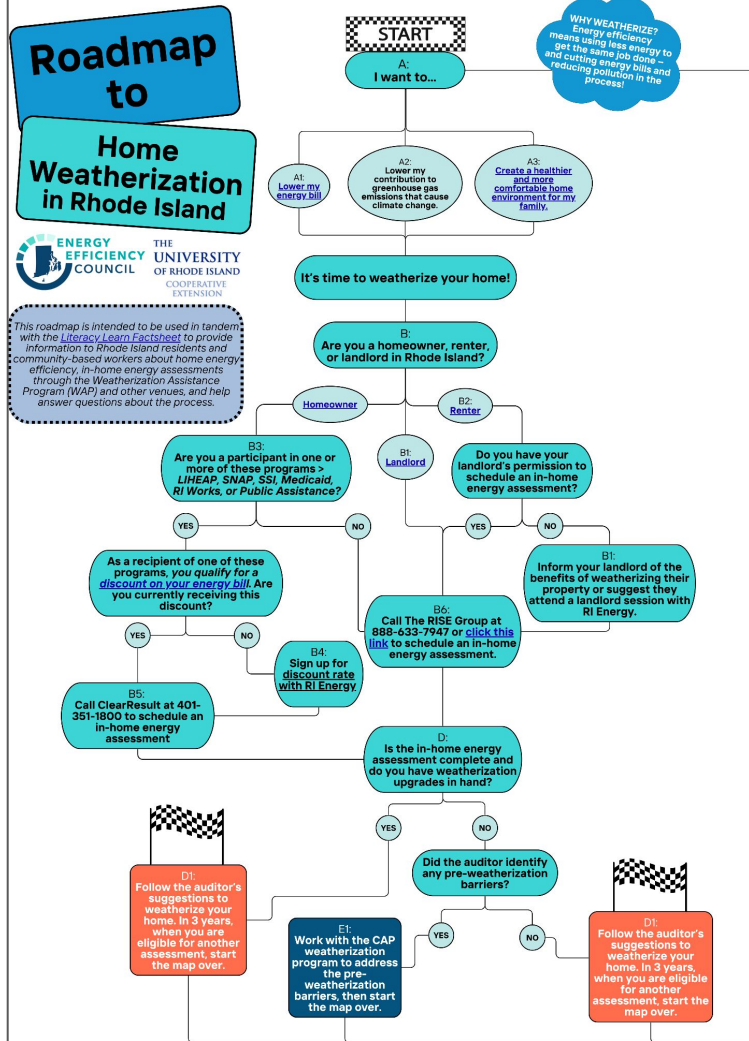 Roadmap
to
Home
Weatherization
in Rhode Island
ENERGY
EFFICIENCY
COUNCIL
THE
UNIVERSITY
OF RHODE ISLAND
COOPERATIVE
EXTENSION
This roadmap is intended to be used in tandem
with the Literacy Learn Factsheet to provide
information to Rhode Island residents and
community-based workers about home energy
efficiency, in-home energy assessments
through the Weatherization Assistance
Program (WAP) and other venues, and help
answer questions about the process.
START
A:
I want to...
WHY WEATHERIZE?
Energy efficiency
means using less energy to
get the same job done –
and cutting energy bills and
reducing pollution in the
process!
A1:
Lower my
energy bill
A2:
Lower my
contribution to
greenhouse gas
emissions that cause
climate change.
A3:
Create a healthier
and more
comfortable home
environment for my
family.
It's time to weatherize your home!
B:
Are you a homeowner, renter,
or landlord in Rhode Island?
Homeowner
B1:
Landlord
B2:
Renter
B3:
Are you a participant in one or
more of these programs >
LIHEAP, SNAP, SSI, Medicaid,
RI Works, or Public Assistance?
Do you have your
landlord's permission to
schedule an in-home
energy assessment?
YES
NO
YES
NO
As a recipient of one of these
programs, you qualify for a
discount on your energy bill. Are
you currently receiving this
discount?
B1:
Inform your landlord of the
benefits of weatherizing their
property or suggest they
attend a landlord session with
RI Energy.
B6:
Call The RISE Group at
888-633-7947 or click this
link to schedule an in-home
energy assessment.
YES
NO
B4:
Sign up for
discount rate
with RI Energy
B5:
Call ClearResult at 401-
351-1800 to schedule an
in-home energy
assessment
D:
Is the in-home energy
assessment complete and
do you have weatherization
upgrades in hand?
YES
NO
Did the auditor identify
any pre-weatherization
barriers?
YES
NO
D1:
Follow the auditor's
suggestions to
weatherize your
home. In 3 years,
when you are
eligible for another
assessment, start
the map over.
E1:
Work with the CAP
weatherization
program to address
the pre-
weatherization
barriers, then start
the map over.
D1:
Follow the auditor's
suggestions to
weatherize your
home. In 3 years,
when you are eligible
for another
assessment, start the
map over.